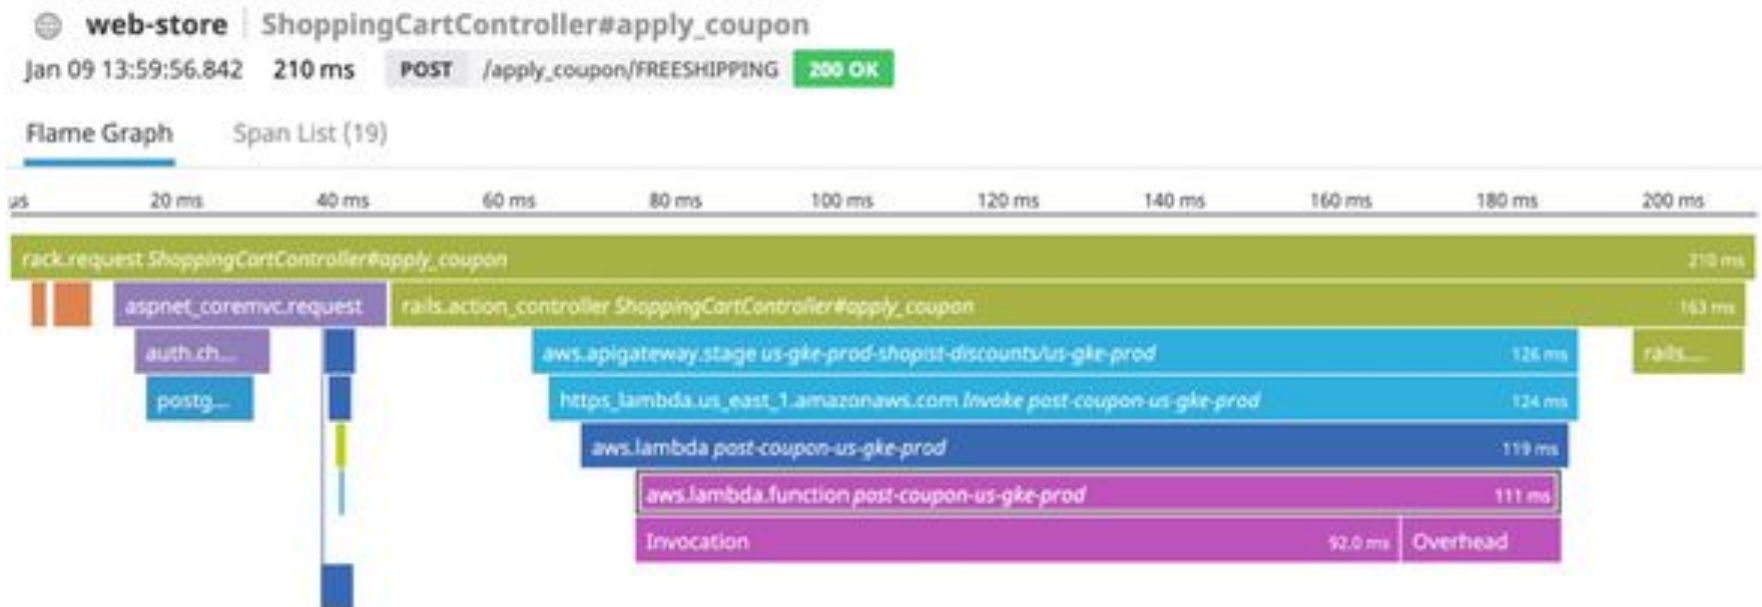 web-store ShoppingCartController#apply_coupon
Jan 09 13:59:56.842 210 ms POST /apply_coupon/FREESHIPPING 200 OK
Flame Graph Span List (19)
µs 20 ms 40 ms 60 ms 80 ms 100 ms 120 ms 140 ms 160 ms 180 ms 200 ms
rack.request ShoppingCartController#apply_coupon 210 ms
aspnet_coremvc.request rails.action_controller ShoppingCartController#apply_coupon 163 ms
auth.ch... aws.apigateway.stage us-gke-prod-shopist-discounts/us-gke-prod 126 ms rails....
postg... https_lambda.us_east_1.amazonaws.com Invoke post-coupon-us-gke-prod 124 ms
aws.lambda post-coupon-us-gke-prod 119 ms
aws.lambda.function post-coupon-us-gke-prod 111 ms
Invocation 92.0 ms Overhead